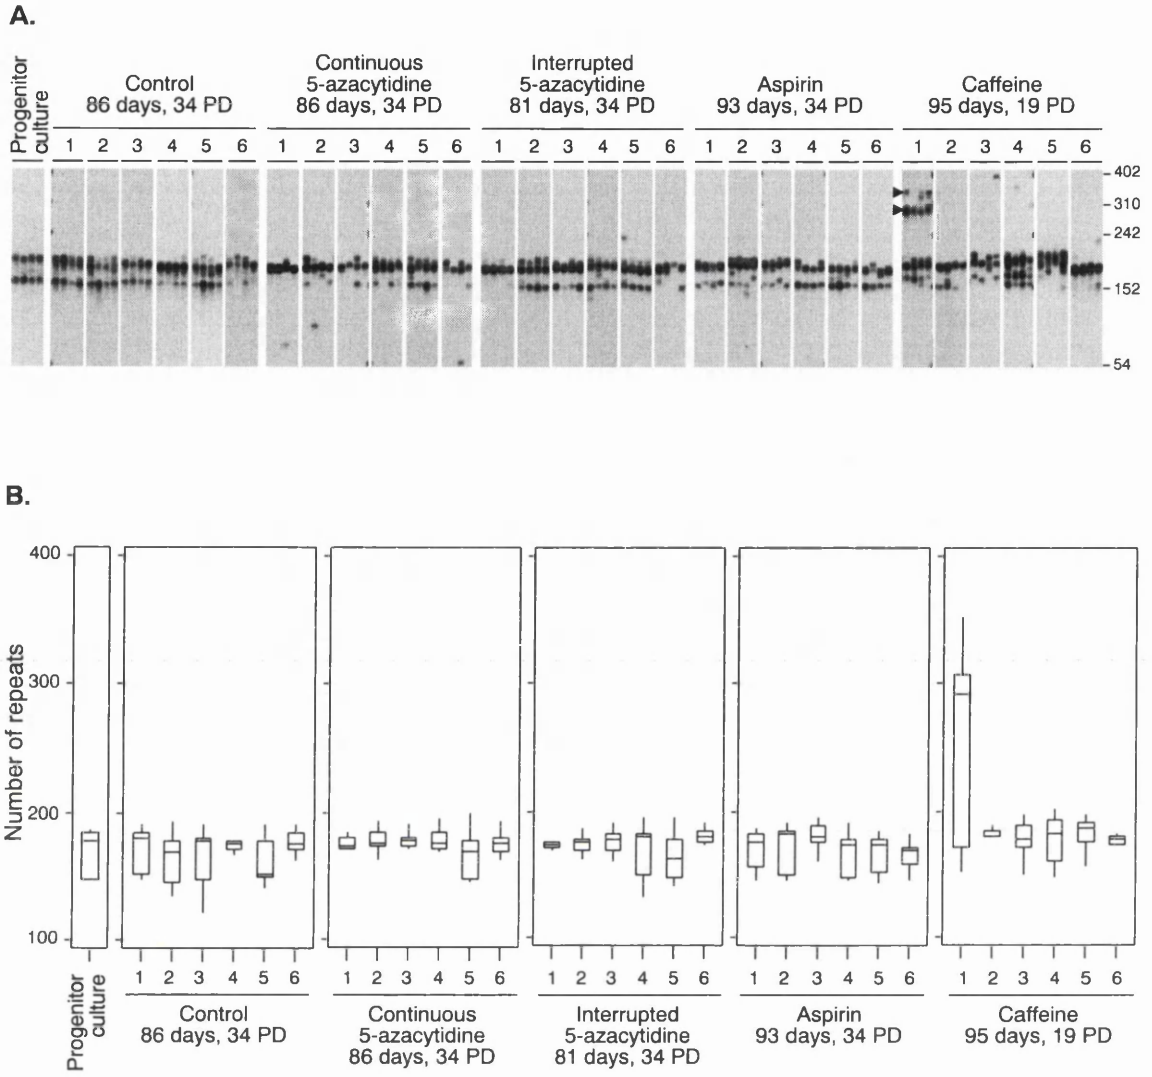 A.
Progenitor culture
Control
86 days, 34 PD
Continuous
5-azacytidine
86 days, 34 PD
Interrupted
5-azacytidine
81 days, 34 PD
Aspirin
93 days, 34 PD
Caffeine
95 days, 19 PD
1 2 3 4 5 6
1 2 3 4 5 6
1 2 3 4 5 6
1 2 3 4 5 6
1 2 3 4 5 6
402
310
242
152
54
B.
Number of repeats
400
300
200
100
1 2 3 4 5 6
1 2 3 4 5 6
1 2 3 4 5 6
1 2 3 4 5 6
1 2 3 4 5 6
Progenitor culture
Control
86 days, 34 PD
Continuous
5-azacytidine
86 days, 34 PD
Interrupted
5-azacytidine
81 days, 34 PD
Aspirin
93 days, 34 PD
Caffeine
95 days, 19 PD